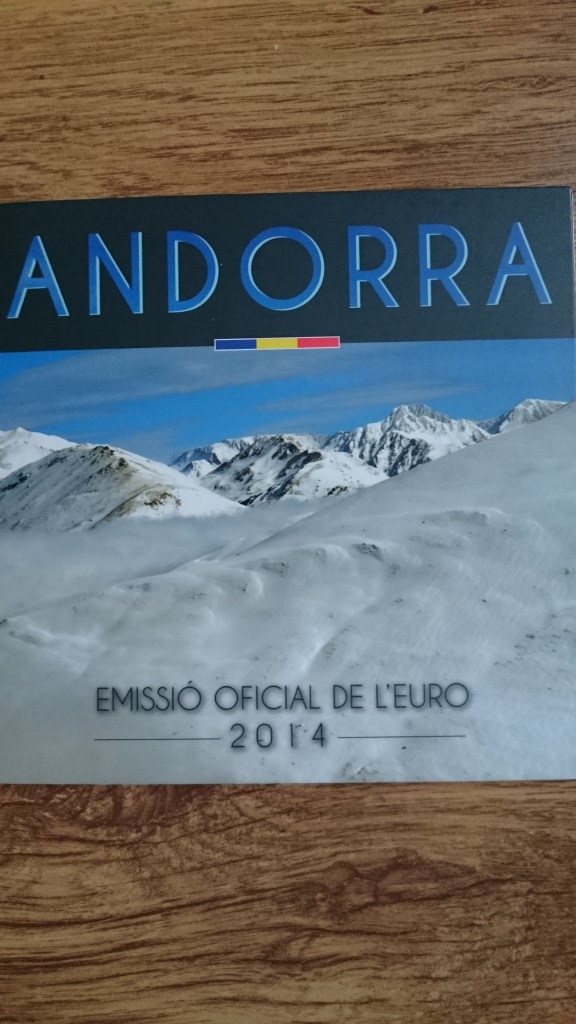 ANDORRA
EMISSIÓ OFICIAL DE L'EURO
2014